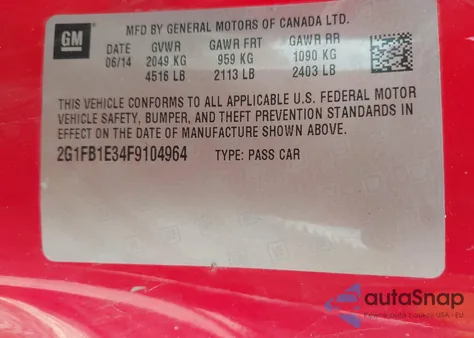 GM
MFD BY GENERAL MOTORS OF CANADA LTD.
DATE GVWR GAWR FRT GAWR RR
06/14 2049 KG 959 KG 1090 KG
4516 LB 2113 LB 2403 LB
THIS VEHICLE CONFORMS TO ALL APPLICABLE U.S. FEDERAL MOTOR
VEHICLE SAFETY, BUMPER, AND THEFT PREVENTION STANDARDS IN
EFFECT ON THE DATE OF MANUFACTURE SHOWN ABOVE.
2G1FB1E34F9104964 TYPE: PASS CAR
autoSnap